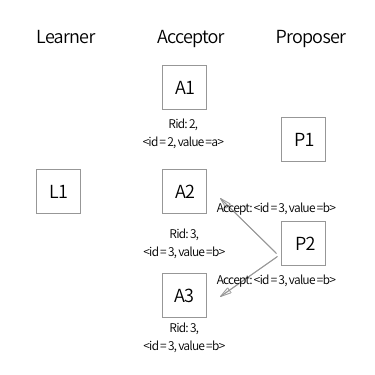 Learner Acceptor Proposer
A1
Rid: 2,
<id = 2, value =a>
P1
L1
A2
Accept: <id = 3, value =b>
Rid: 3,
<id = 3, value =b>
P2
Accept: <id = 3, value =b>
A3
Rid: 3,
<id = 3, value =b>